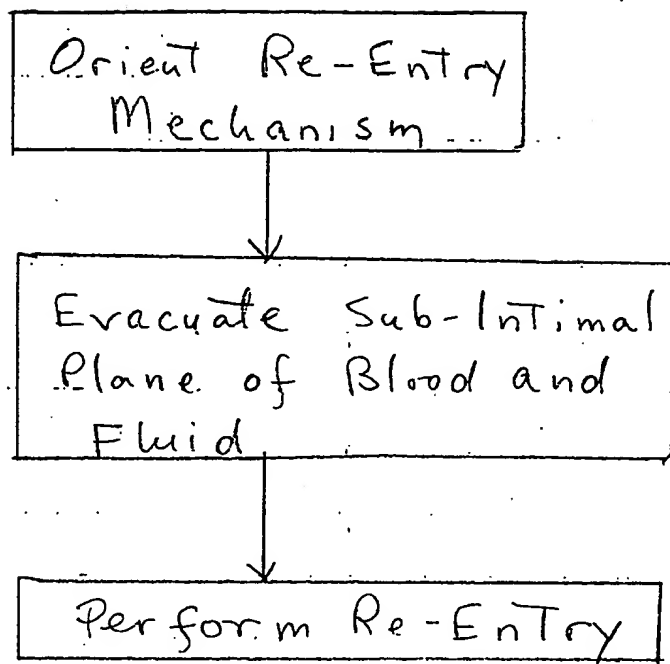 Orient Re-Entry
Mechanism
Evacuate Sub-Intimal
Plane of Blood and
Fluid
Perform Re-Entry